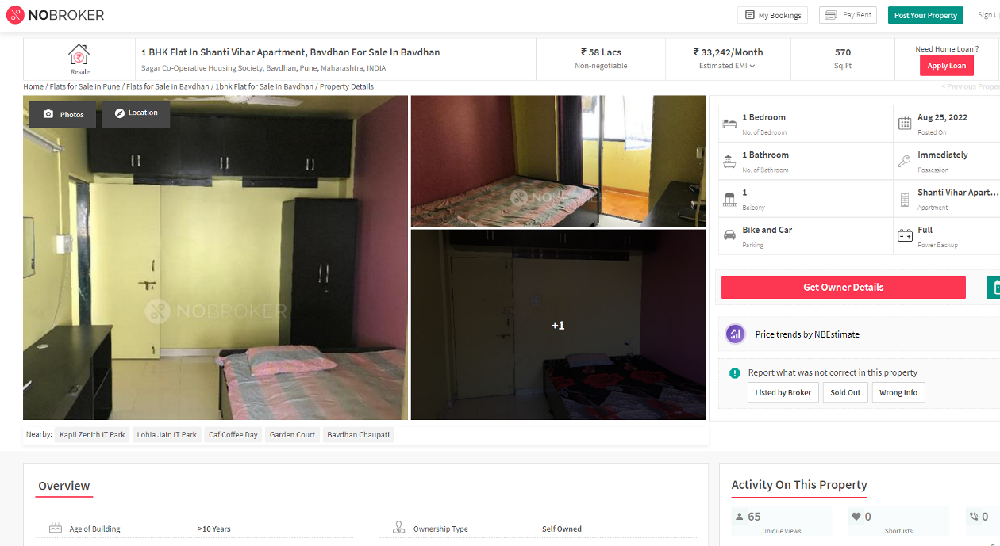 NOBROKER
My Bookings
Pay Rent
Post Your Property
Sign U
Resale
1 BHK Flat In Shanti Vihar Apartment, Bavdhan For Sale In Bavdhan
Sagar Co-Operative Housing Society, Bavdhan, Pune, Maharashtra, INDIA
₹ 58 Lacs
Non-negotiable
₹ 33,242/Month
Estimated EMI
570
Sq.Ft
Need Home Loan ?
Apply Loan
Home / Flats for Sale in Pune / Flats for Sale in Bavdhan / 1bhk Flat for Sale in Bavdhan / Property Details
< Previous Prope
Photos
Location
NOBROKER
NOBROKER
+1
1 Bedroom
No. of Bedroom
Aug 25, 2022
Posted On
1 Bathroom
No. of Bathroom
Immediately
Possession
1
Balcony
Shanti Vihar Apart...
Apartment
Bike and Car
Parking
Full
Power Backup
Get Owner Details
Price trends by NBEstimate
Report what was not correct in this property
Listed by Broker
Sold Out
Wrong Info
Nearby:
Kapil Zenith IT Park
Lohia Jain IT Park
Caf Coffee Day
Garden Court
Bavdhan Chaupati
Overview
Age of Building
>10 Years
Ownership Type
Self Owned
Activity On This Property
65
Unique Views
0
Shortlists
0